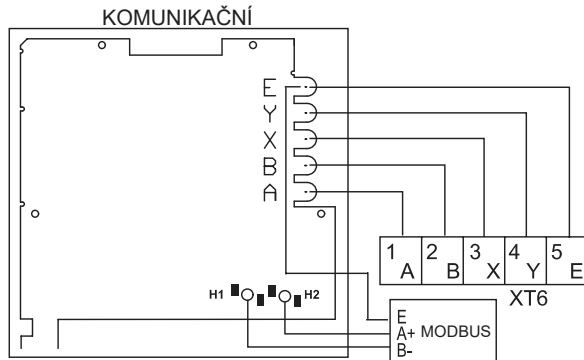 KOMUNIKAČNÍ
E
Y
X
B
A
1 2 3 4 5
A B X Y E
XT6
H1 H2
E
A+ MODBUS
B-